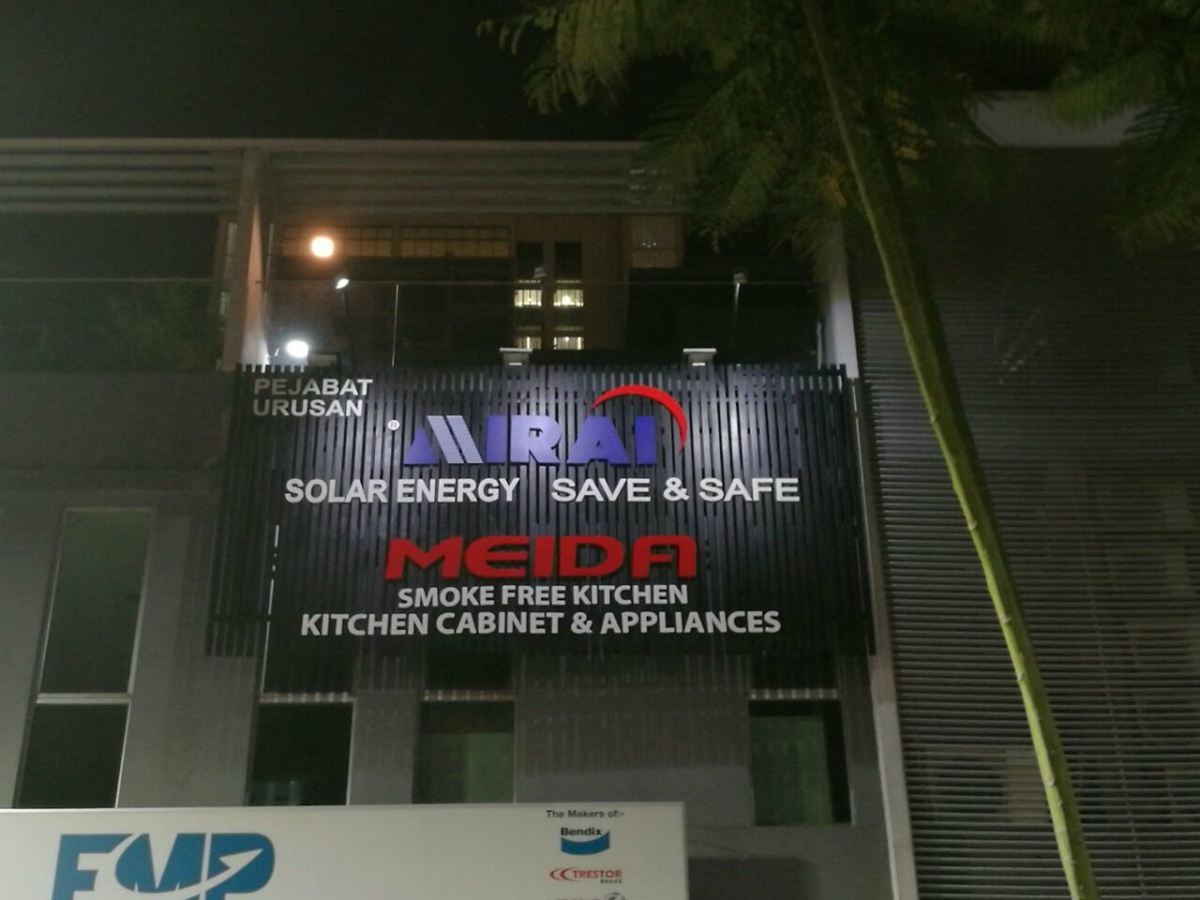 PEJABAT
URUSAN
® AIRAI
SOLAR ENERGY SAVE & SAFE
MEIDA
SMOKE FREE KITCHEN
KITCHEN CABINET & APPLIANCES
FMP
The Makers of:-
Bendix
TRESTOR